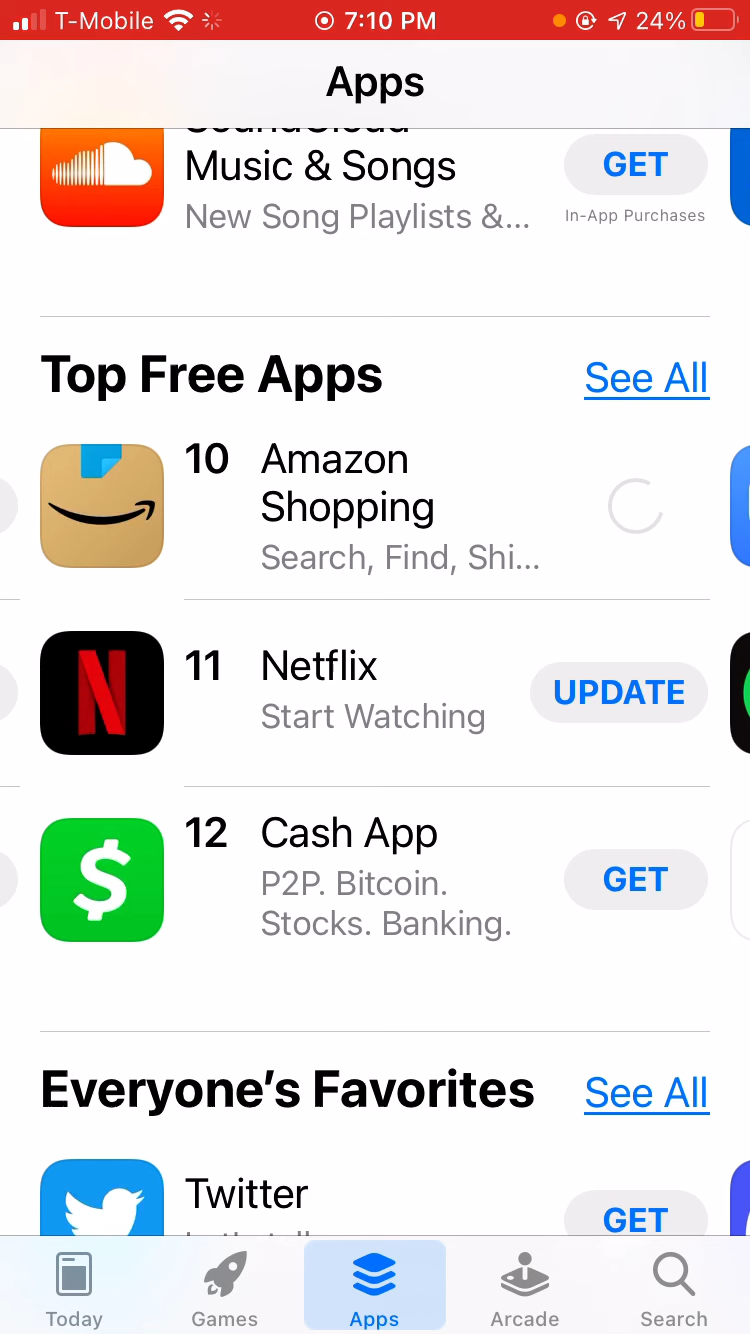 T-Mobile 7:10 PM 24%
Apps
SoundCloud
Music & Songs
New Song Playlists &...
GET
In-App Purchases
Top Free Apps See All
10 Amazon
Shopping
Search, Find, Shi...
11 Netflix
Start Watching
UPDATE
12 Cash App
P2P. Bitcoin.
Stocks. Banking.
GET
Everyone's Favorites See All
Twitter
GET
Today Games Apps Arcade Search